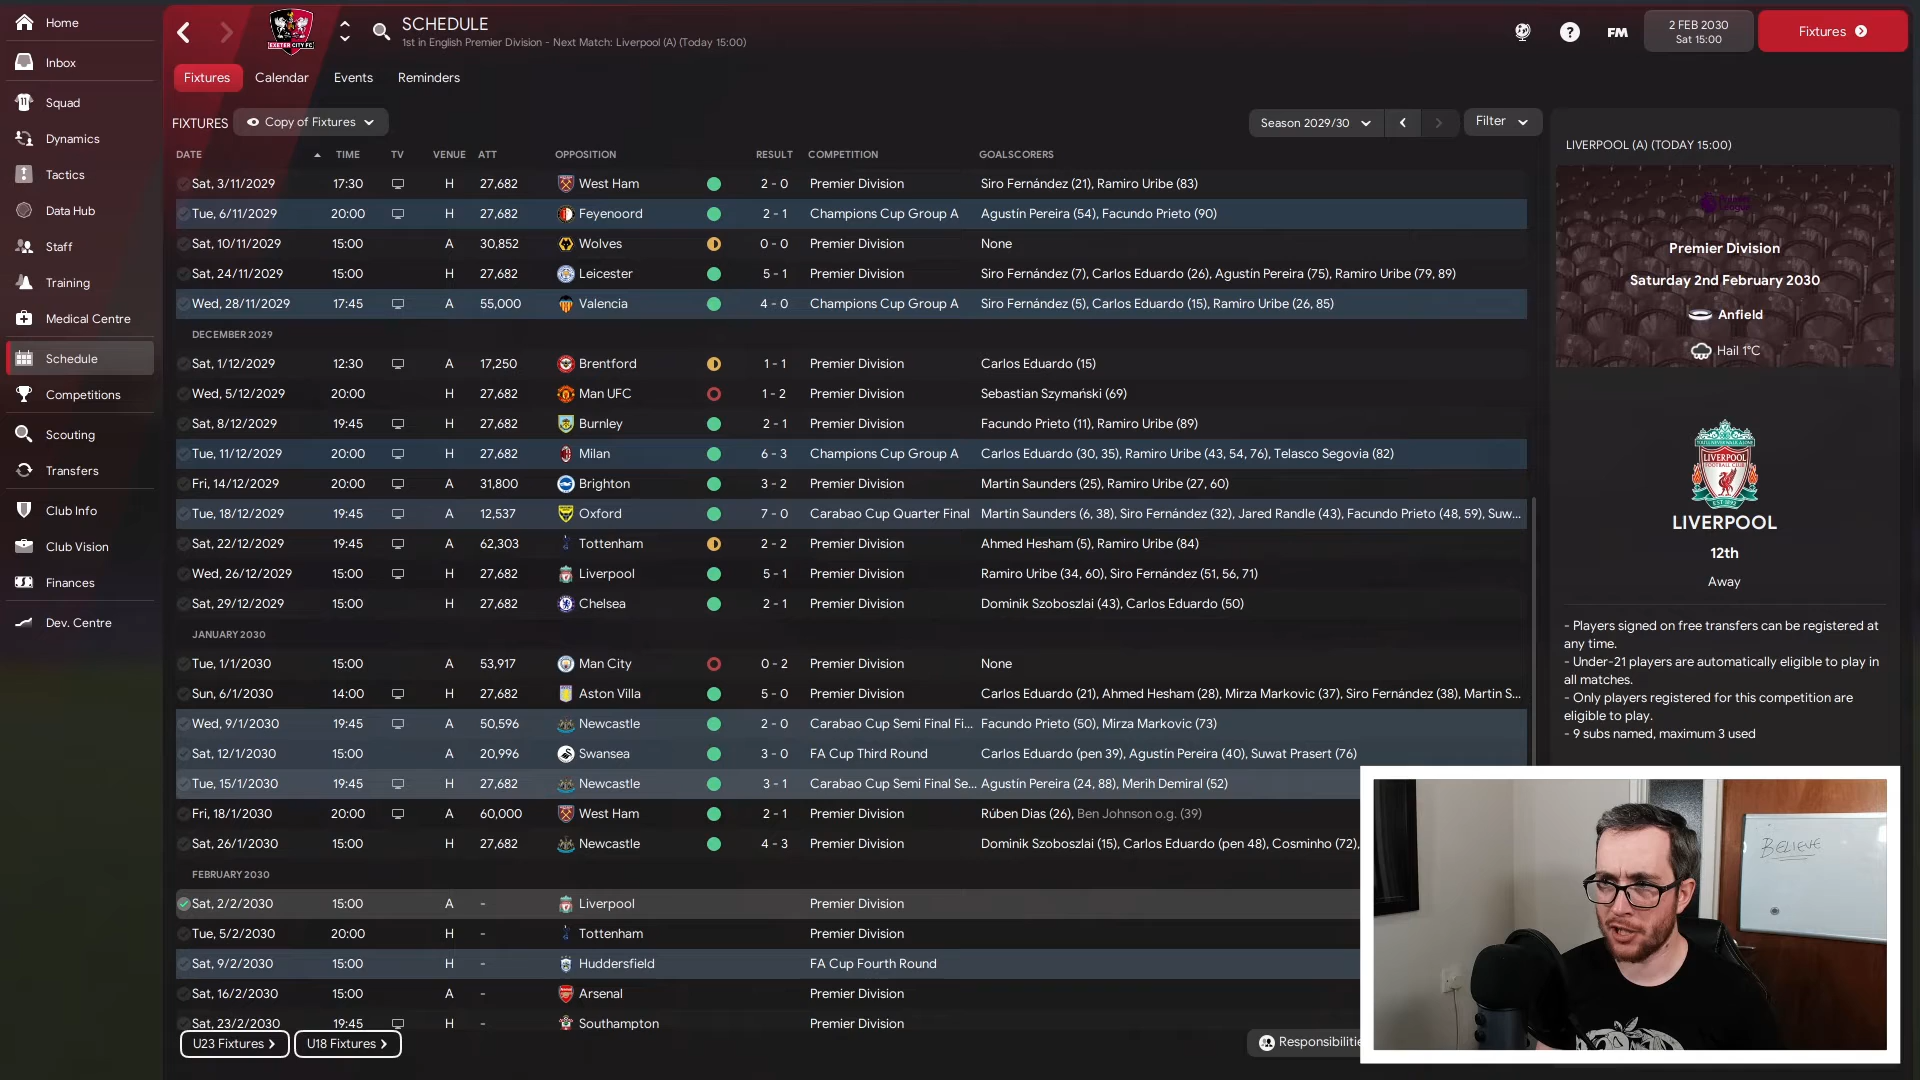 Home
Inbox
Squad
Dynamics
Tactics
Data Hub
Staff
Training
Medical Centre
Schedule
Competitions
Scouting
Transfers
Club Info
Club Vision
Finances
Dev. Centre
EXETER CITY FC
SCHEDULE
1st in English Premier Division - Next Match: Liverpool (A) (Today 15:00)
FM
2 FEB 2030
Sat 15:00
Fixtures
Fixtures Calendar Events Reminders
FIXTURES Copy of Fixtures Season 2029/30 Filter
DATE TIME TV VENUE ATT OPPOSITION RESULT COMPETITION GOALSCORERS
Sat, 3/11/2029 17:30 H 27,682 West Ham 2 - 0 Premier Division Siro Fernández (21), Ramiro Uribe (83)
Tue, 6/11/2029 20:00 H 27,682 Feyenoord 2 - 1 Champions Cup Group A Agustín Pereira (54), Facundo Prieto (90)
Sat, 10/11/2029 15:00 A 30,852 Wolves 0 - 0 Premier Division None
Sat, 24/11/2029 15:00 H 27,682 Leicester 5 - 1 Premier Division Siro Fernández (7), Carlos Eduardo (26), Agustín Pereira (75), Ramiro Uribe (79, 89)
Wed, 28/11/2029 17:45 A 55,000 Valencia 4 - 0 Champions Cup Group A Siro Fernández (5), Carlos Eduardo (15), Ramiro Uribe (26, 85)
DECEMBER 2029
Sat, 1/12/2029 12:30 A 17,250 Brentford 1 - 1 Premier Division Carlos Eduardo (15)
Wed, 5/12/2029 20:00 H 27,682 Man UFC 1 - 2 Premier Division Sebastian Szymański (69)
Sat, 8/12/2029 19:45 H 27,682 Burnley 2 - 1 Premier Division Facundo Prieto (11), Ramiro Uribe (89)
Tue, 11/12/2029 20:00 H 27,682 Milan 6 - 3 Champions Cup Group A Carlos Eduardo (30, 35), Ramiro Uribe (43, 54, 76), Telasco Segovia (82)
Fri, 14/12/2029 20:00 A 31,800 Brighton 3 - 2 Premier Division Martin Saunders (25), Ramiro Uribe (27, 60)
Tue, 18/12/2029 19:45 A 12,537 Oxford 7 - 0 Carabao Cup Quarter Final Martin Saunders (6, 38), Siro Fernández (32), Jared Randle (43), Facundo Prieto (48, 59), Suw...
Sat, 22/12/2029 19:45 A 62,303 Tottenham 2 - 2 Premier Division Ahmed Hesham (5), Ramiro Uribe (84)
Wed, 26/12/2029 15:00 H 27,682 Liverpool 5 - 1 Premier Division Ramiro Uribe (34, 60), Siro Fernández (51, 56, 71)
Sat, 29/12/2029 15:00 H 27,682 Chelsea 2 - 1 Premier Division Dominik Szoboszlai (43), Carlos Eduardo (50)
JANUARY 2030
Tue, 1/1/2030 15:00 A 53,917 Man City 0 - 2 Premier Division None
Sun, 6/1/2030 14:00 H 27,682 Aston Villa 5 - 0 Premier Division Carlos Eduardo (21), Ahmed Hesham (28), Mirza Markovic (37), Siro Fernández (38), Martin S...
Wed, 9/1/2030 19:45 A 50,596 Newcastle 2 - 0 Carabao Cup Semi Final Fi... Facundo Prieto (50), Mirza Markovic (73)
Sat, 12/1/2030 15:00 A 20,996 Swansea 3 - 0 FA Cup Third Round Carlos Eduardo (pen 39), Agustín Pereira (40), Suwat Prasert (76)
Tue, 15/1/2030 19:45 H 27,682 Newcastle 3 - 1 Carabao Cup Semi Final Se... Agustín Pereira (24, 88), Merih Demiral (52)
Fri, 18/1/2030 20:00 A 60,000 West Ham 2 - 1 Premier Division Rúben Dias (26), Ben Johnson o.g. (39)
Sat, 26/1/2030 15:00 H 27,682 Newcastle 4 - 3 Premier Division Dominik Szoboszlai (15), Carlos Eduardo (pen 48), Cosminho (72),
FEBRUARY 2030
Sat, 2/2/2030 15:00 A - Liverpool Premier Division
Tue, 5/2/2030 20:00 H - Tottenham Premier Division
Sat, 9/2/2030 15:00 H - Huddersfield FA Cup Fourth Round
Sat, 16/2/2030 15:00 A - Arsenal Premier Division
Sat, 23/2/2030 19:45 H - Southampton Premier Division
U23 Fixtures U18 Fixtures Responsibilitie
LIVERPOOL (A) (TODAY 15:00)
Premier Division
Saturday 2nd February 2030
Anfield
Hail 1°C
LIVERPOOL
LIVERPOOL
12th
Away
- Players signed on free transfers can be registered at
any time.
- Under-21 players are automatically eligible to play in
all matches.
- Only players registered for this competition are
eligible to play.
- 9 subs named, maximum 3 used
BELIEVE